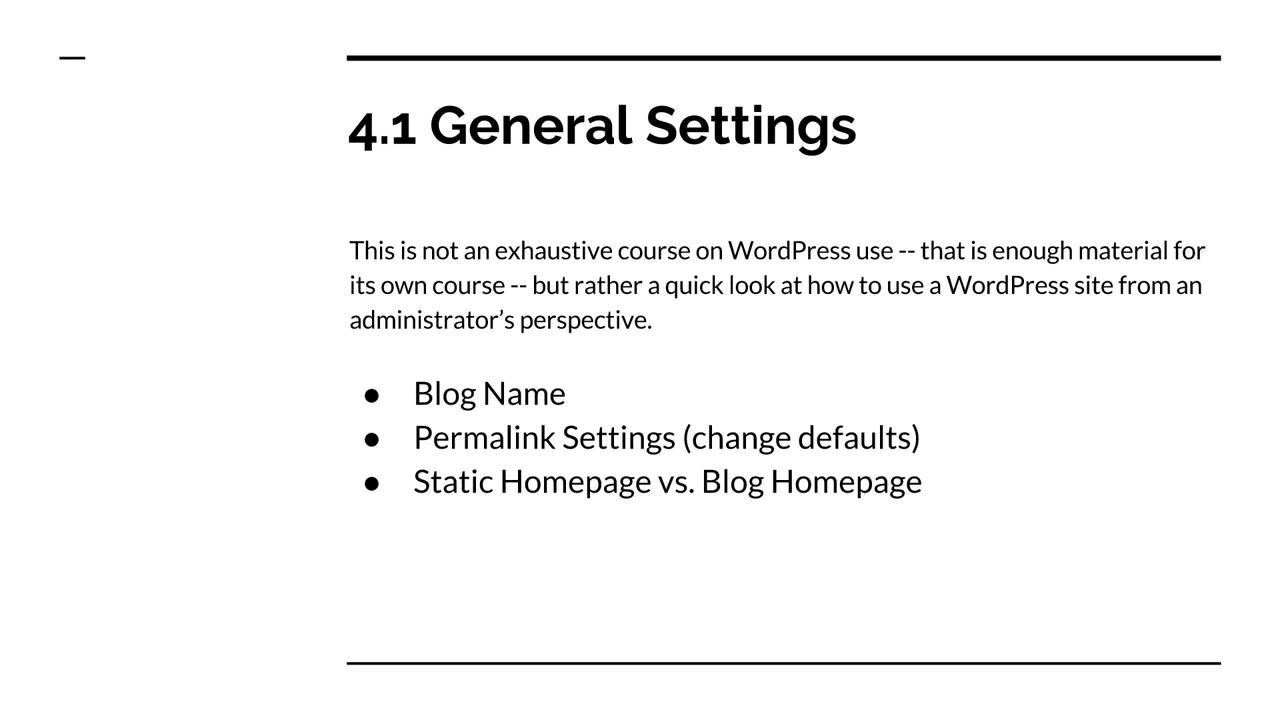 4.1 General Settings
This is not an exhaustive course on WordPress use -- that is enough material for
its own course -- but rather a quick look at how to use a WordPress site from an
administrator’s perspective.
● Blog Name
● Permalink Settings (change defaults)
● Static Homepage vs. Blog Homepage